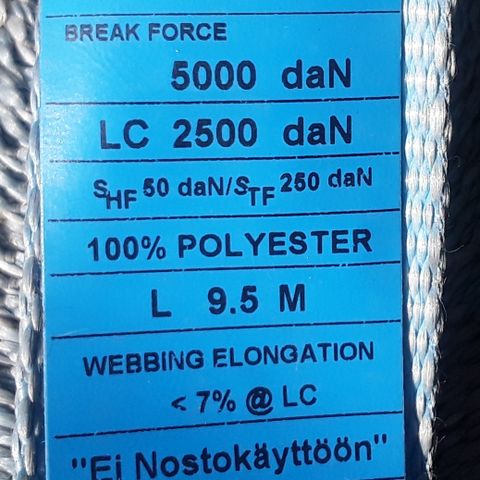 BREAK FORCE
5000 daN
LC 2500 daN
SHF 50 daN/STF 250 daN
100% POLYESTER
L 9.5 M
WEBBING ELONGATION
< 7% @ LC
"Ei Nostokäyttöön"